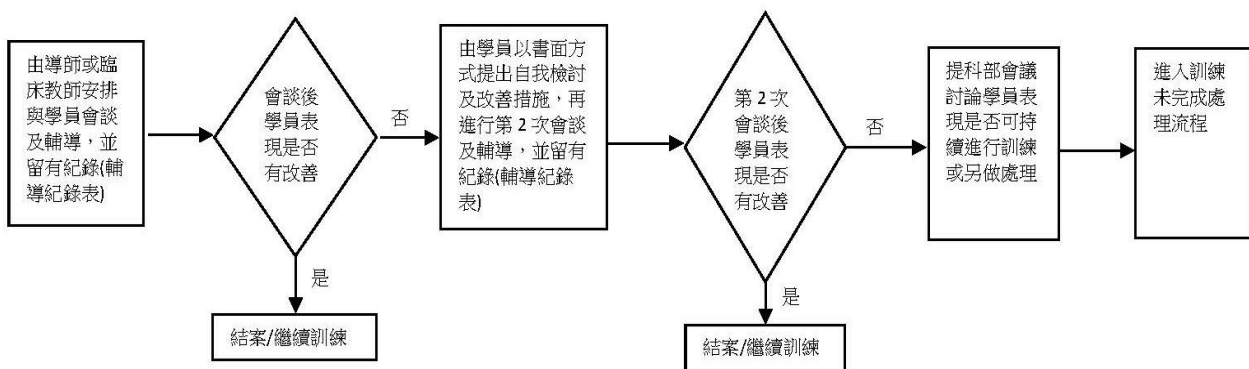 由導師或臨
床教師安排
與學員會談
及輔導，並
留有紀錄(輔
導紀錄表)
會談後
學員表
現是否
有改善
否
是
結案/繼續訓練
由學員以書面方
式提出自我檢討
及改善措施，再
進行第2次會談
及輔導，並留有
紀錄(輔導紀錄
表)
第 2 次
會談後
學員表
現是否
有改善
否
是
結案/繼續訓練
提科部會議
討論學員表
現是否可持
續進行訓練
或另做處理
進入訓練
未完成處
理流程